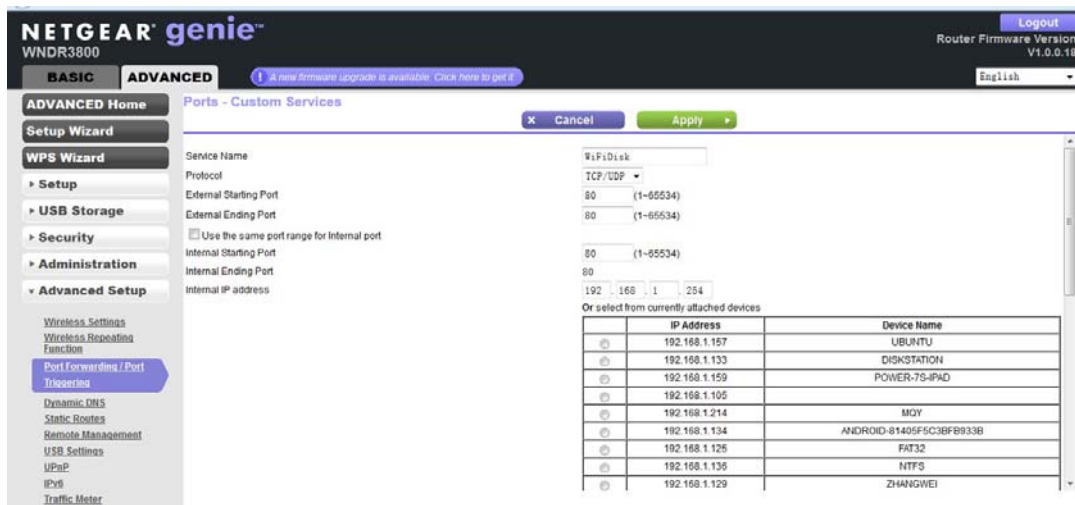 NETGEAR® genie™
WNDR3800
Logout
Router Firmware Version
V1.0.0.18
BASIC
ADVANCED
A new firmware upgrade is available. Click here to get it
English
ADVANCED Home
Setup Wizard
WPS Wizard
Setup
USB Storage
Security
Administration
Advanced Setup
Wireless Settings
Wireless Repeating
Function
Port Forwarding / Port
Triggering
Dynamic DNS
Static Routes
Remote Management
USB Settings
UPnP
IPv6
Traffic Meter
Ports - Custom Services
x Cancel
Apply
Service Name
WiFiDisk
Protocol
TCP/UDP
External Starting Port
80 (1~65534)
External Ending Port
80 (1~65534)
Use the same port range for Internal port
Internal Starting Port
80 (1~65534)
Internal Ending Port
80
Internal IP address
192 . 168 . 1 . 254
Or select from currently attached devices
IP Address Device Name
192.168.1.157 UBUNTU
192.168.1.133 DISKSTATION
192.168.1.159 POWER-7S-IPAD
192.168.1.105
192.168.1.214 MQY
192.168.1.134 ANDROID-81405F5C3BFB933B
192.168.1.125 FAT32
192.168.1.136 NTFS
192.168.1.129 ZHANGWEI